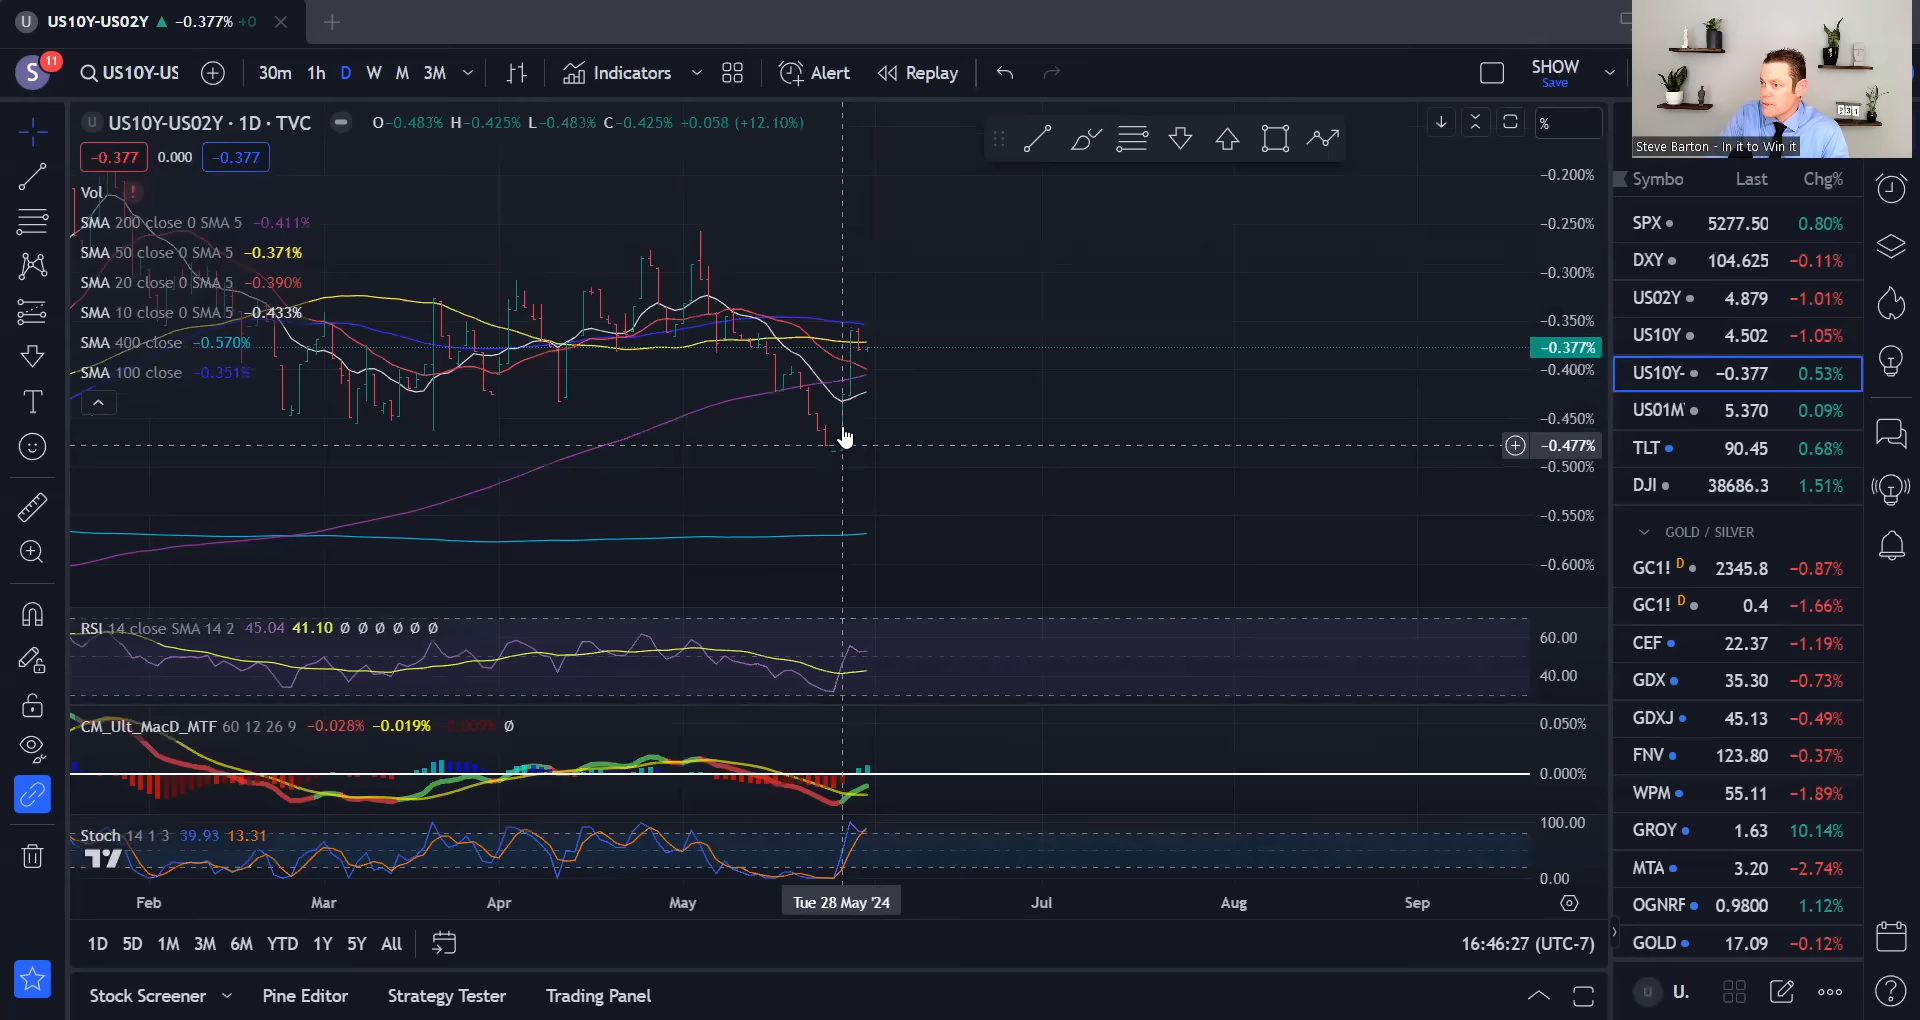 U US10Y-US02Y ▲ −0.377% +0
S 11 US10Y-US 30m 1h D W M 3M Indicators Alert Replay SHOW
Save
Steve Barton - In it to Win it
U US10Y-US02Y · 1D · TVC O−0.483% H−0.425% L−0.483% C−0.425% +0.058 (+12.10%)
%
−0.377 0.000 −0.377
Vol !
SMA 200 close 0 SMA 5 −0.411%
SMA 50 close 0 SMA 5 −0.371%
SMA 20 close 0 SMA 5 −0.390%
SMA 10 close 0 SMA 5 −0.433%
SMA 400 close −0.570%
SMA 100 close −0.351%
−0.200%
−0.250%
−0.300%
−0.350%
−0.377%
−0.400%
−0.450%
−0.477%
−0.500%
−0.550%
−0.600%
RSI 14 close SMA 14 2 45.04 41.10 Ø Ø Ø Ø Ø Ø
60.00
40.00
CM_Ult_MacD_MTF 60 12 26 9 −0.028% −0.019% −0.009% Ø
0.050%
0.000%
Stoch 14 1 3 39.93 13.31
100.00
0.00
Feb Mar Apr May Tue 28 May '24 Jul Aug Sep
1D 5D 1M 3M 6M YTD 1Y 5Y All
16:46:27 (UTC-7)
Stock Screener Pine Editor Strategy Tester Trading Panel
Symbo Last Chg%
SPX 5277.50 0.80%
DXY 104.625 −0.11%
US02Y 4.879 −1.01%
US10Y 4.502 −1.05%
US10Y- −0.377 0.53%
US01M 5.370 0.09%
TLT 90.45 0.68%
DJI 38686.3 1.51%
GOLD / SILVER
GC1! D 2345.8 −0.87%
GC1! D 0.4 −1.66%
CEF 22.37 −1.19%
GDX 35.30 −0.73%
GDXJ 45.13 −0.49%
FNV 123.80 −0.37%
WPM 55.11 −1.89%
GROY 1.63 10.14%
MTA 3.20 −2.74%
OGNRF 0.9800 1.12%
GOLD 17.09 −0.12%
U U.